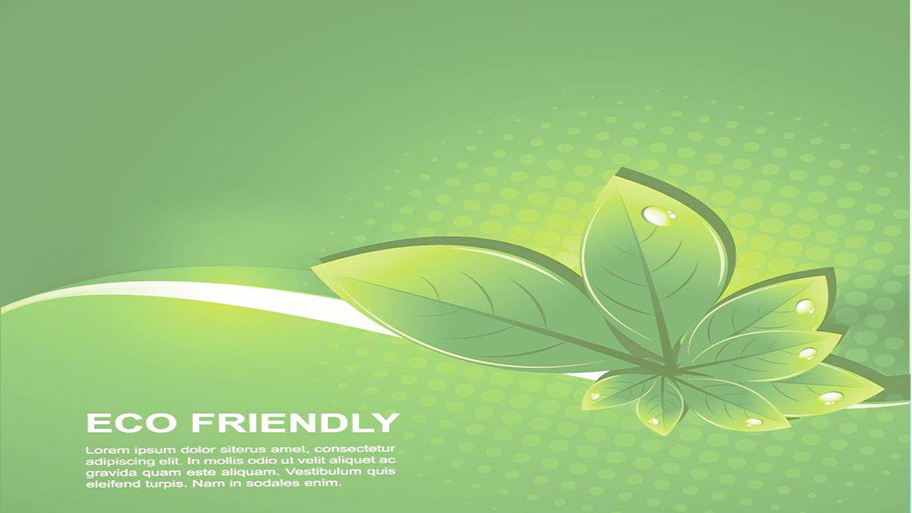 ECO FRIENDLY
Lorem ipsum dolor siterus amet, consectetur
adipiscing elit. In mollis odio ut velit aliquet ac
gravida quam este aliquam. Vestibulum quis
eleifend turpis. Nam in sodales enim.